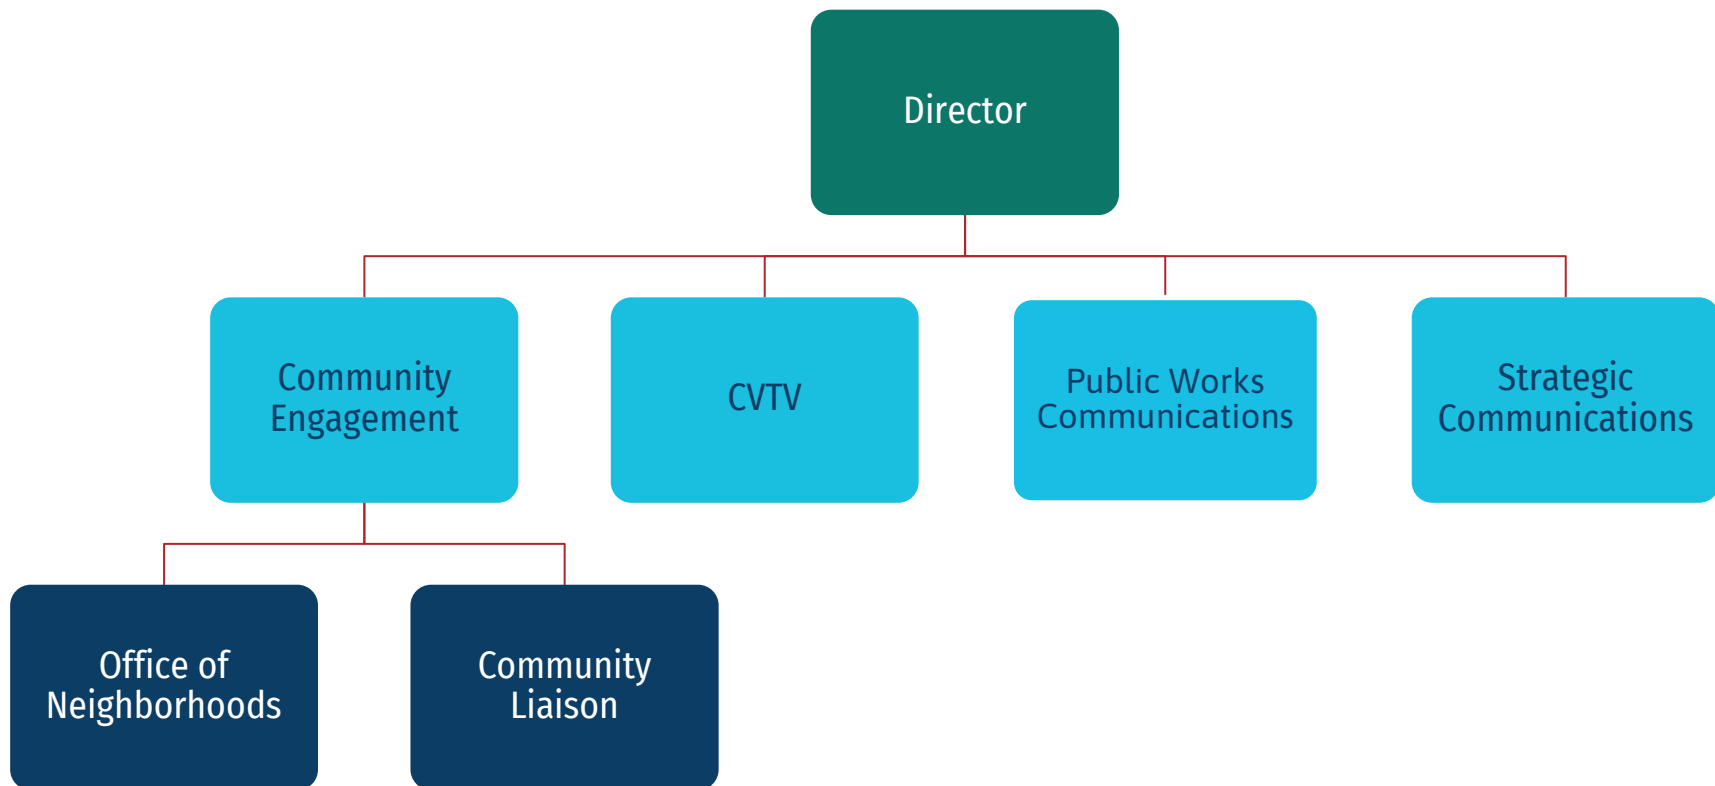 Director
Community
Engagement
CVTV
Public Works
Communications
Strategic
Communications
Office of
Neighborhoods
Community
Liaison